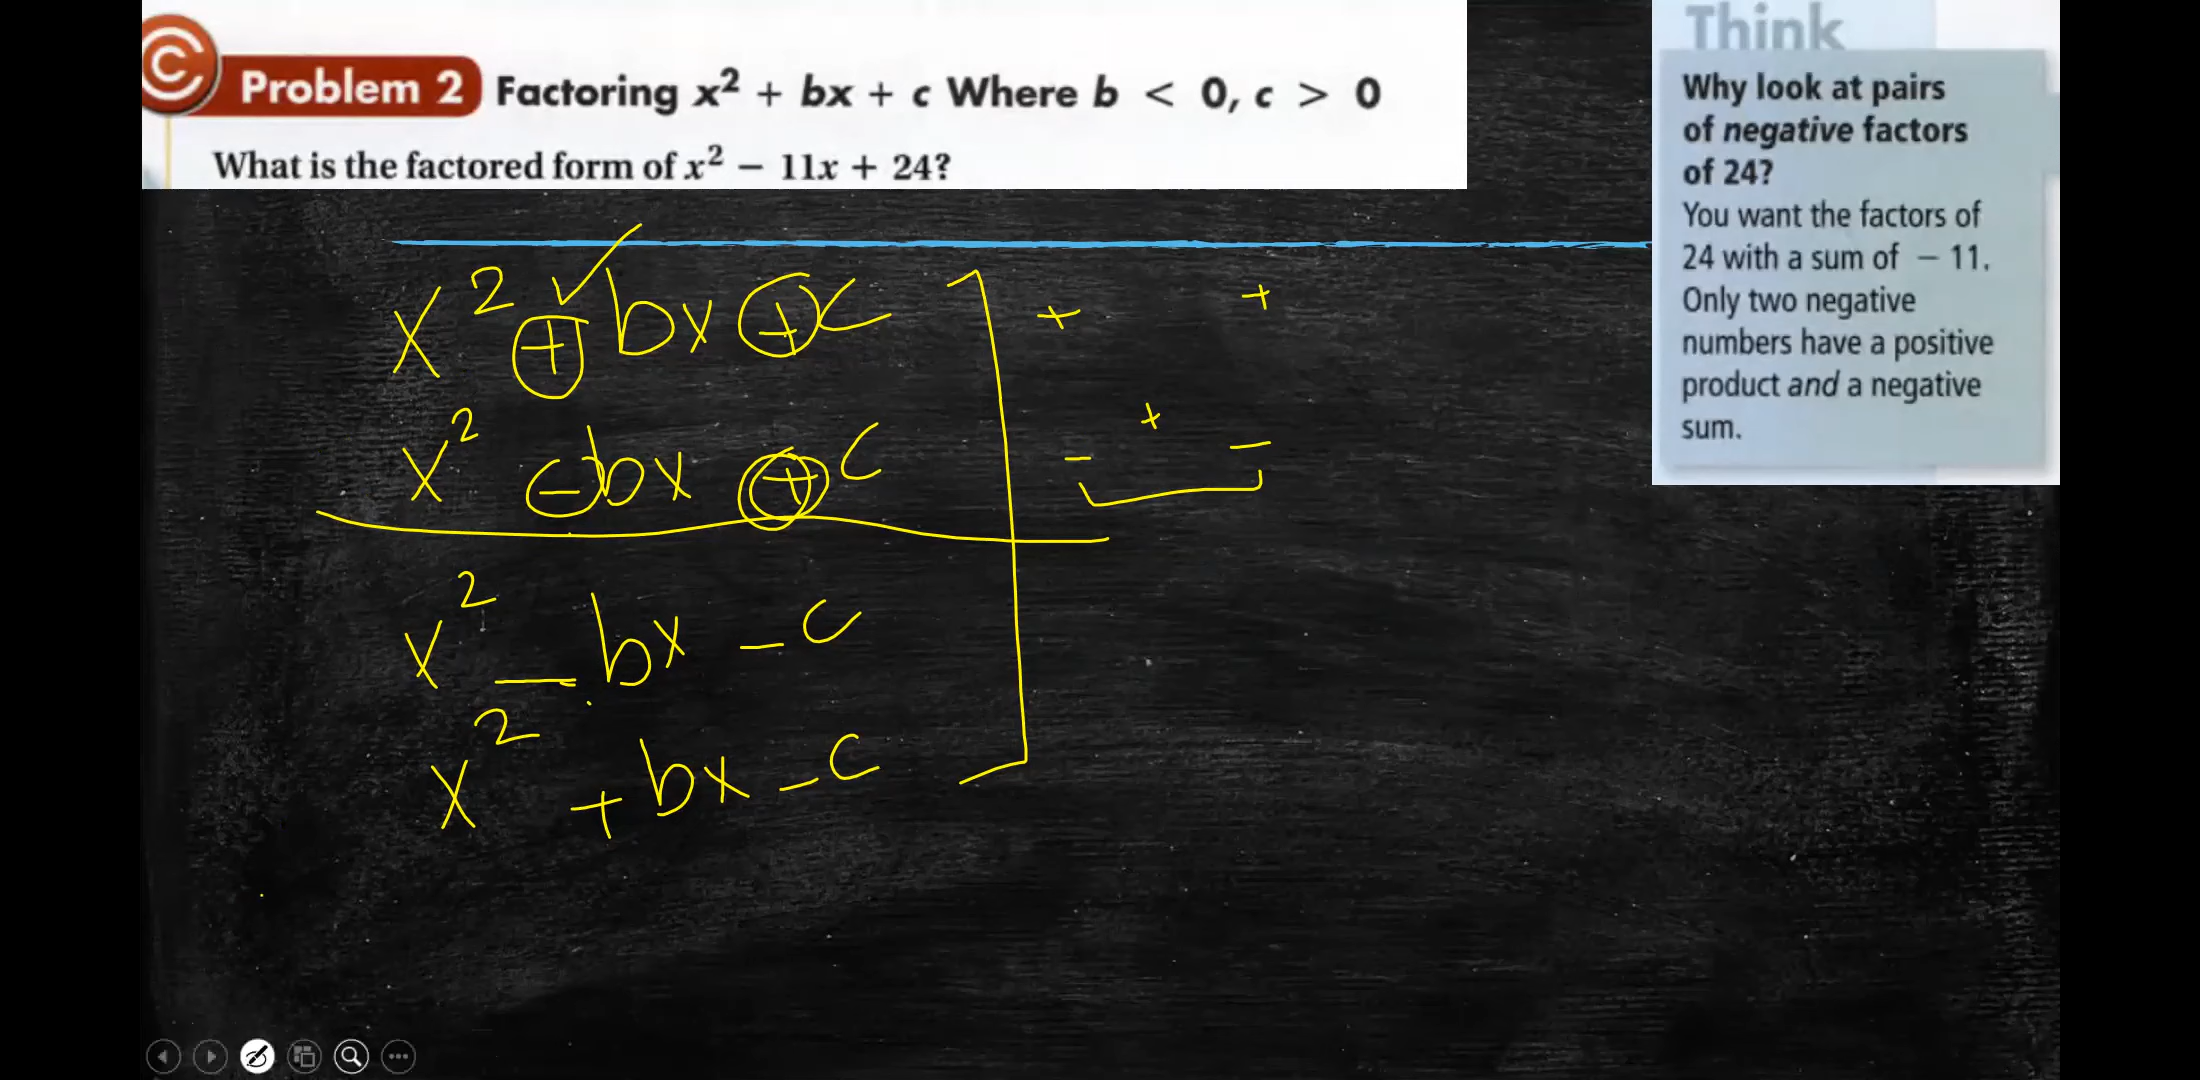 Problem 2 Factoring x² + bx + c Where b < 0, c > 0
What is the factored form of x² − 11x + 24?
Think
Why look at pairs
of negative factors
of 24?
You want the factors of
24 with a sum of − 11.
Only two negative
numbers have a positive
product and a negative
sum.
x² + bx + c
+ +
x² - bx + c
- + -
x² - bx - c
x² + bx - c